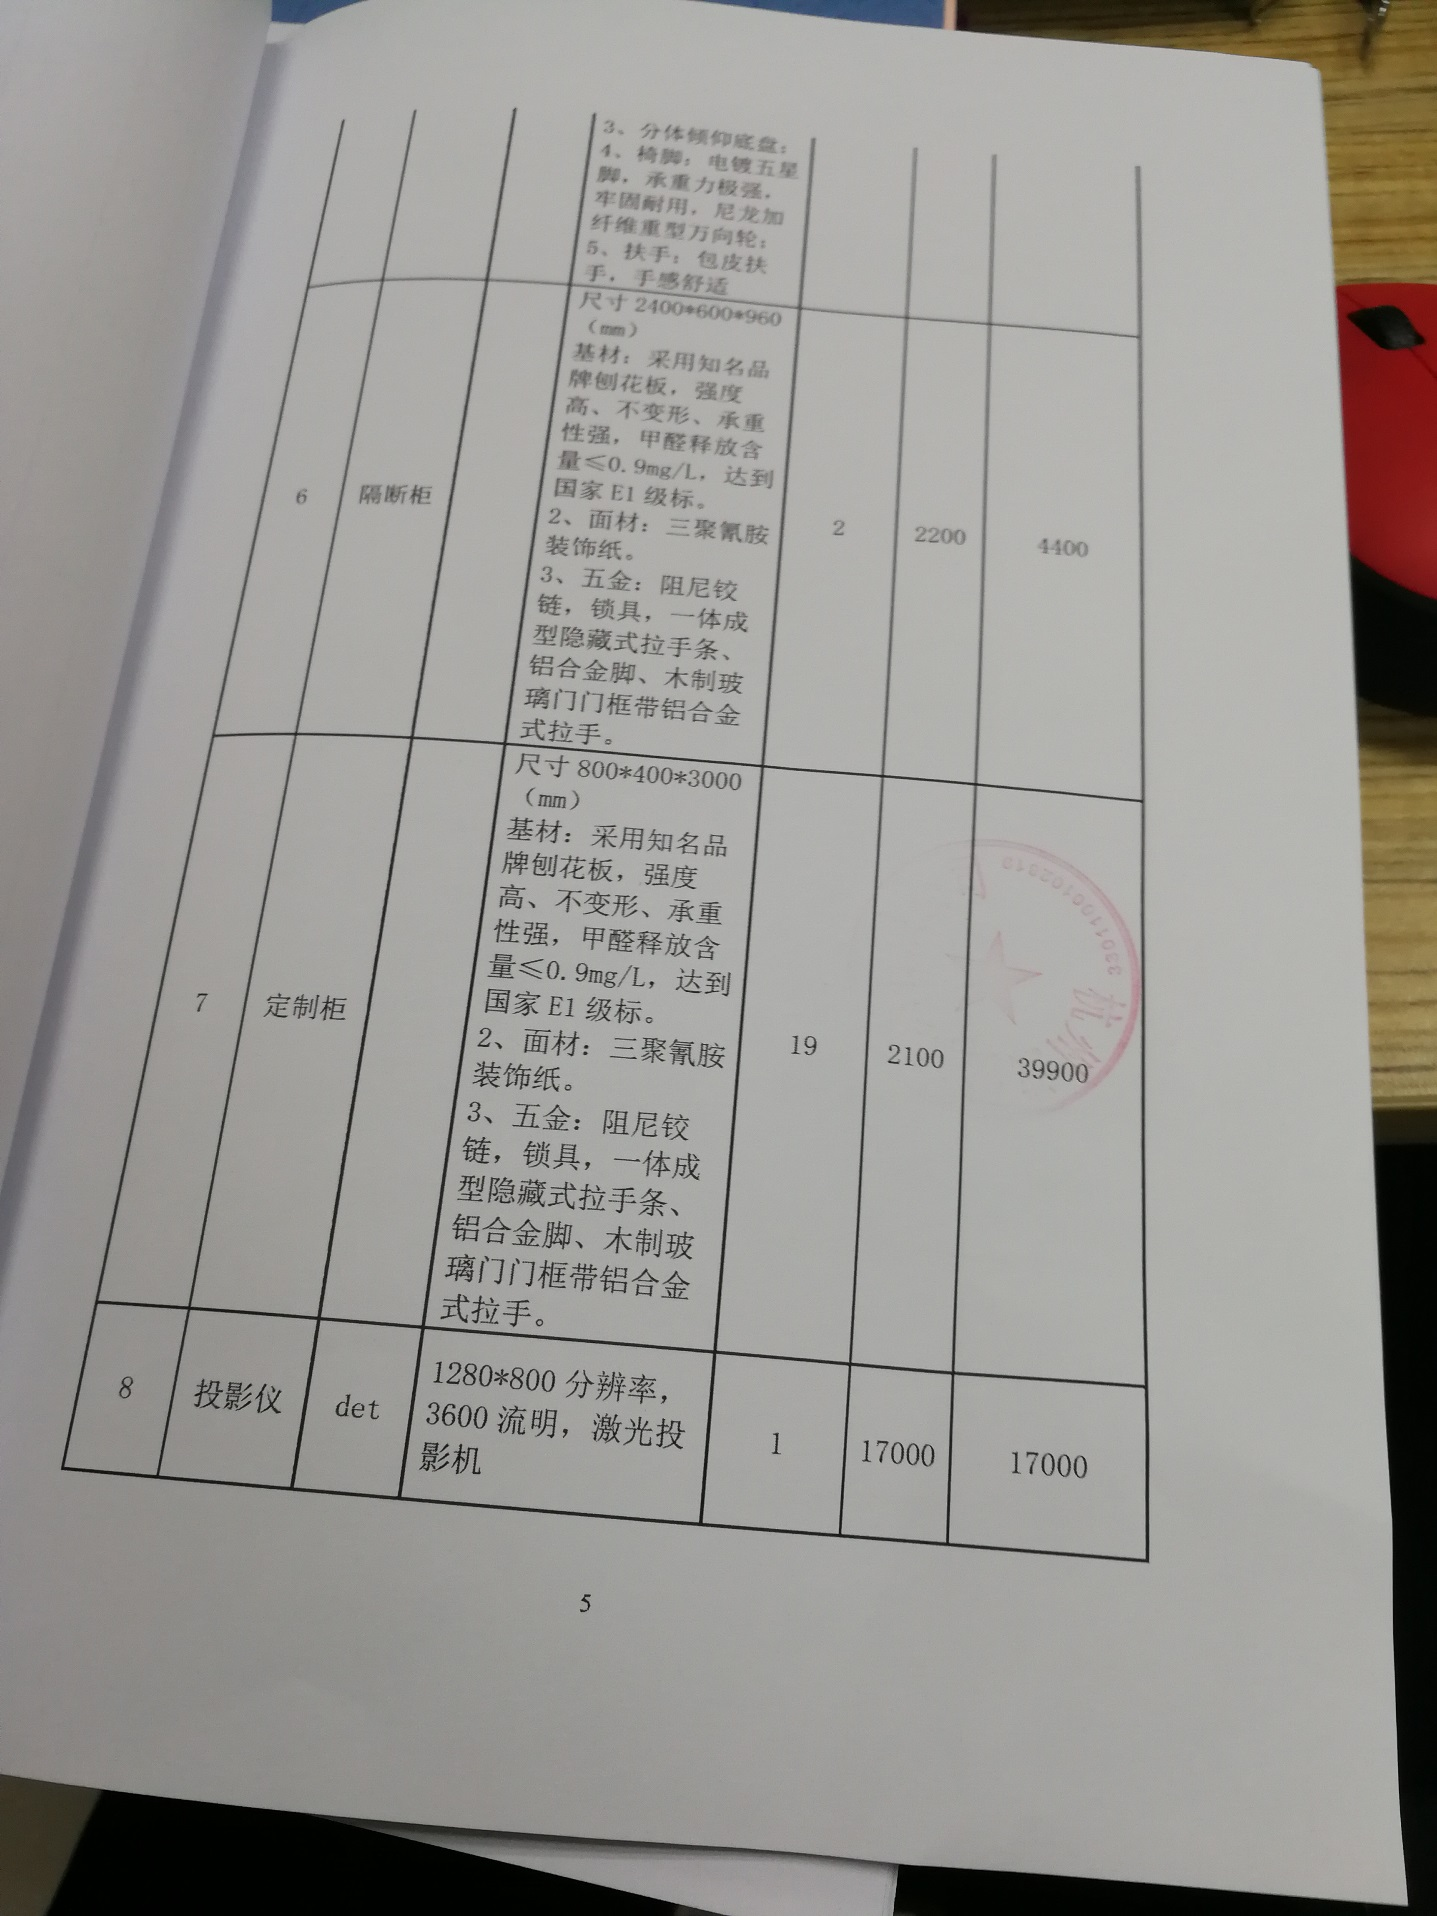 3、分体倾仰底盘；
4、椅脚：电镀五星
脚，承重力极强，
牢固耐用，尼龙加
纤维重型万向轮；
5、扶手：包皮扶
手，手感舒适
6
隔断柜
尺寸 2400*600*960
（mm）
基材：采用知名品
牌刨花板，强度
高、不变形、承重
性强，甲醛释放含
量≤0.9mg/L，达到
国家 E1 级标。
2、面材：三聚氰胺
装饰纸。
3、五金：阻尼铰
链，锁具，一体成
型隐藏式拉手条、
铝合金脚、木制玻
璃门门框带铝合金
式拉手。
2
2200
4400
7
定制柜
尺寸 800*400*3000
（mm）
基材：采用知名品
牌刨花板，强度
高、不变形、承重
性强，甲醛释放含
量≤0.9mg/L，达到
国家 E1 级标。
2、面材：三聚氰胺
装饰纸。
3、五金：阻尼铰
链，锁具，一体成
型隐藏式拉手条、
铝合金脚、木制玻
璃门门框带铝合金
式拉手。
19
2100
39900
杭
8
投影仪
det
1280*800 分辨率，
3600 流明，激光投
影机
1
17000
17000
5